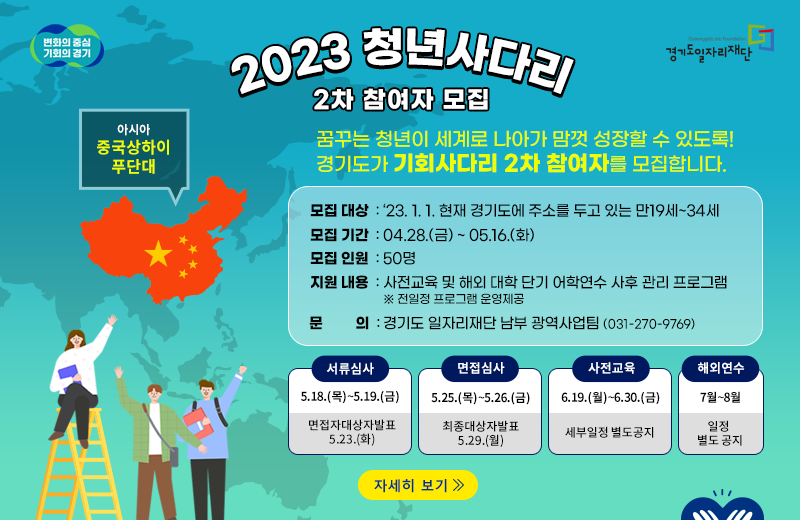 변화의 중심
기회의 경기
Gyeonggido Job Foundation
경기도일자리재단
2023 청년사다리
2차 참여자 모집
아시아
중국상하이
푸단대
꿈꾸는 청년이 세계로 나아가 맘껏 성장할 수 있도록!
경기도가 기회사다리 2차 참여자를 모집합니다.
모집 대상 : ‘23. 1. 1. 현재 경기도에 주소를 두고 있는 만19세~34세
모집 기간 : 04.28.(금) ~ 05.16.(화)
모집 인원 : 50명
지원 내용 : 사전교육 및 해외 대학 단기 어학연수 사후 관리 프로그램
※ 전일정 프로그램 운영제공
문 의 : 경기도 일자리재단 남부 광역사업팀 (031-270-9769)
서류심사
5.18.(목)~5.19.(금)
면접자대상자발표
5.23.(화)
면접심사
5.25.(목)~5.26.(금)
최종대상자발표
5.29.(월)
사전교육
6.19.(월)~6.30.(금)
세부일정 별도공지
해외연수
7월~8월
일정
별도 공지
자세히 보기